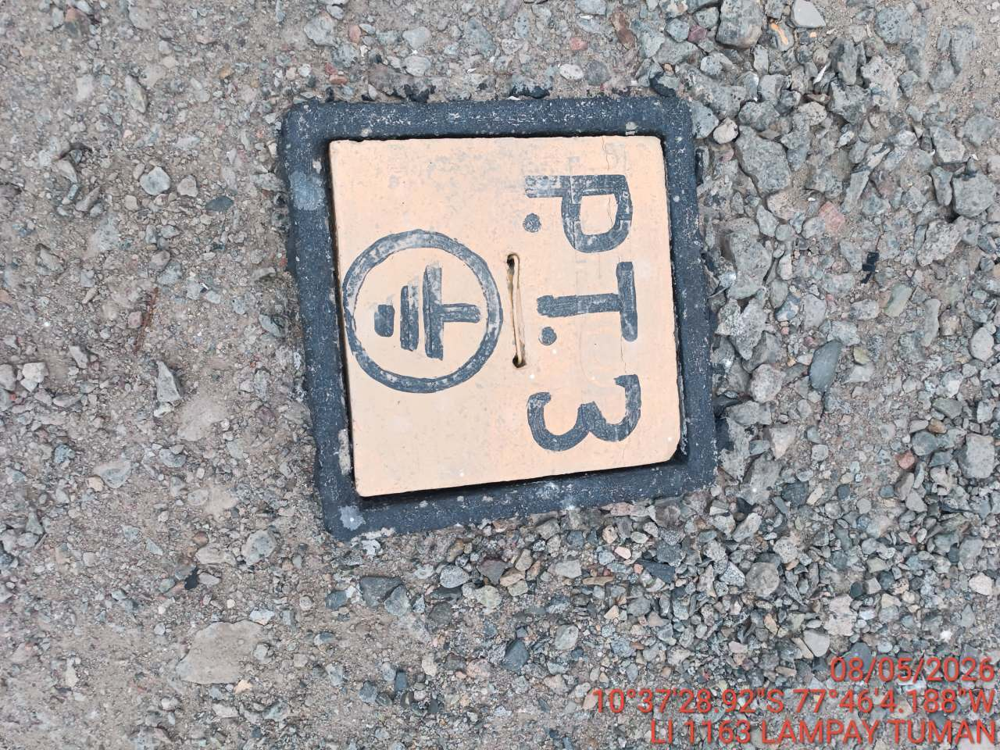 P.T.3
08/05/2026
10°37'28.92"S 77°46'4.188"W
LI 1163 LAMPAY TUMAN